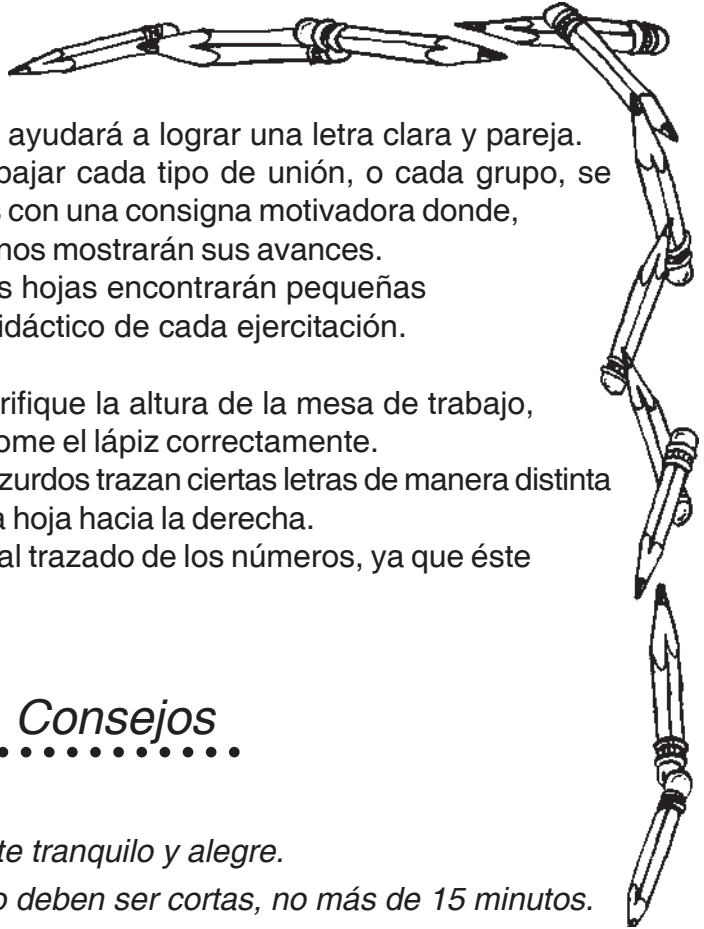 ayudará a lograr una letra clara y pareja.
bajar cada tipo de unión, o cada grupo, se
s con una consigna motivadora donde,
nos mostrarán sus avances.
s hojas encontrarán pequeñas
idáctico de cada ejercitación.
rifique la altura de la mesa de trabajo,
ome el lápiz correctamente.
zurdos trazan ciertas letras de manera distinta
a hoja hacia la derecha.
al trazado de los números, ya que éste
Consejos
te tranquilo y alegre.
o deben ser cortas, no más de 15 minutos.